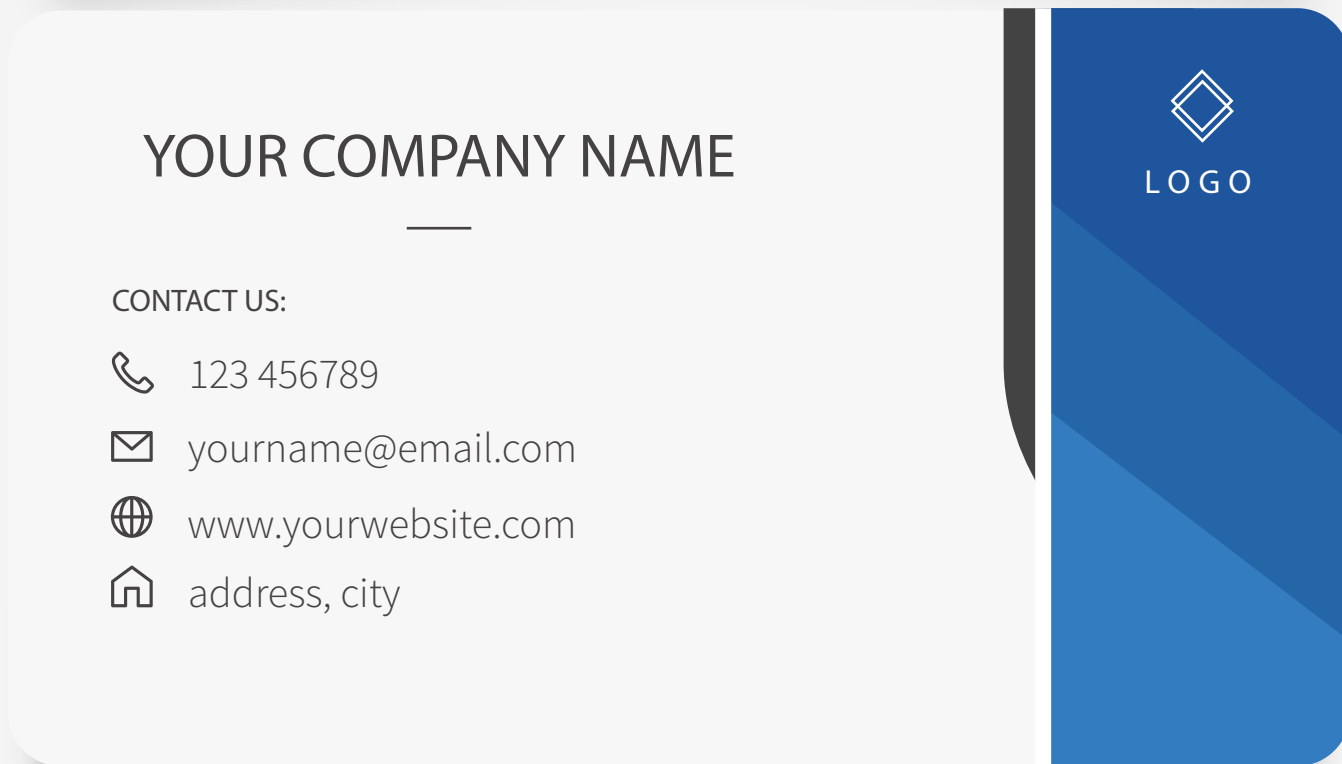 YOUR COMPANY NAME
CONTACT US:
123 456789
yourname@email.com
www.yourwebsite.com
address, city
LOGO